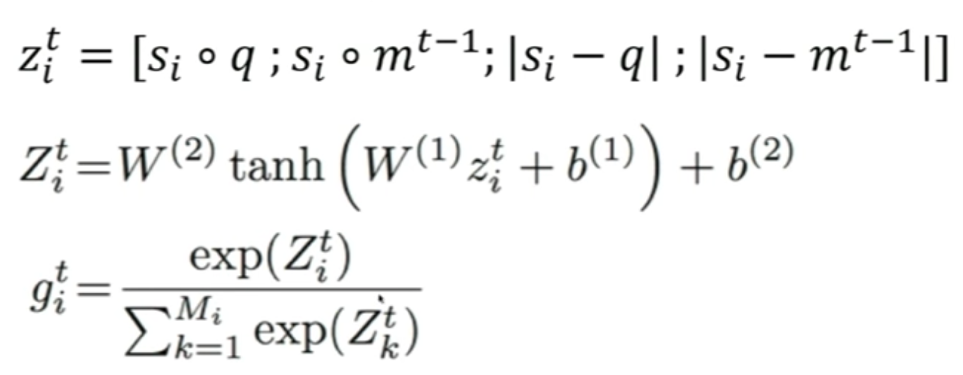 z_i^t = [s_i ∘ q ; s_i ∘ m^{t−1}; |s_i − q| ; |s_i − m^{t−1}|]
Z_i^t = W^{(2)} tanh ( W^{(1)} z_i^t + b^{(1)} ) + b^{(2)}
g_i^t = \frac{exp(Z_i^t)}{∑_{k=1}^{M_i} exp(Z_k^t)}